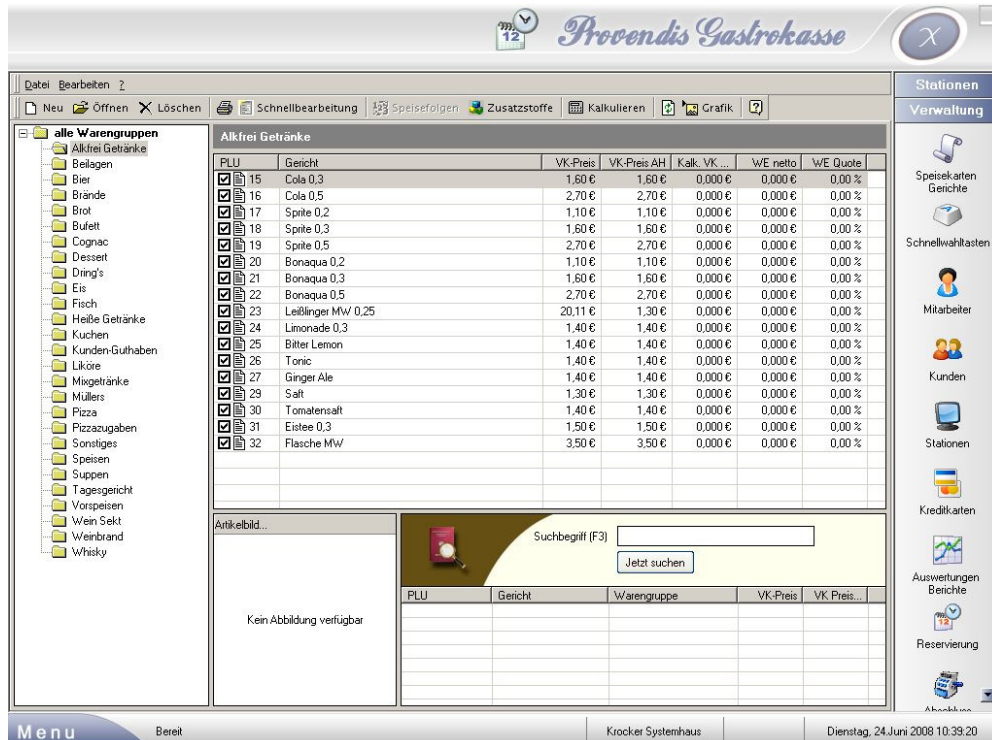 12
Provendis Gastrokasse
X
Datei Bearbeiten ?
Neu Öffnen Löschen Schnellbearbeitung 123 Speisefolgen Zusatzstoffe Kalkulieren Grafik ?
alle Warengruppen
Alkfrei Getränke
Beilagen
Bier
Brände
Brot
Bufett
Cognac
Dessert
Dring's
Eis
Fisch
Heiße Getränke
Kuchen
Kunden-Guthaben
Liköre
Mixgetränke
Müllers
Pizza
Pizzazugaben
Sonstiges
Speisen
Suppen
Tagesgericht
Vorspeisen
Wein Sekt
Weinbrand
Whisky
Alkfrei Getränke
PLU Gericht VK-Preis VK-Preis AH Kalk. VK ... WE netto WE Quote
15 Cola 0,3 1,60 € 1,60 € 0,000 € 0,000 € 0,00 %
16 Cola 0,5 2,70 € 2,70 € 0,000 € 0,000 € 0,00 %
17 Sprite 0,2 1,10 € 1,10 € 0,000 € 0,000 € 0,00 %
18 Sprite 0,3 1,60 € 1,60 € 0,000 € 0,000 € 0,00 %
19 Sprite 0,5 2,70 € 2,70 € 0,000 € 0,000 € 0,00 %
20 Bonaqua 0,2 1,10 € 1,10 € 0,000 € 0,000 € 0,00 %
21 Bonaqua 0,3 1,60 € 1,60 € 0,000 € 0,000 € 0,00 %
22 Bonaqua 0,5 2,70 € 2,70 € 0,000 € 0,000 € 0,00 %
23 Leißlinger MW 0,25 20,11 € 1,30 € 0,000 € 0,000 € 0,00 %
24 Limonade 0,3 1,40 € 1,40 € 0,000 € 0,000 € 0,00 %
25 Bitter Lemon 1,40 € 1,40 € 0,000 € 0,000 € 0,00 %
26 Tonic 1,40 € 1,40 € 0,000 € 0,000 € 0,00 %
27 Ginger Ale 1,40 € 1,40 € 0,000 € 0,000 € 0,00 %
29 Saft 1,30 € 1,30 € 0,000 € 0,000 € 0,00 %
30 Tomatensaft 1,40 € 1,40 € 0,000 € 0,000 € 0,00 %
31 Eistee 0,3 1,50 € 1,50 € 0,000 € 0,000 € 0,00 %
32 Flasche MW 3,50 € 3,50 € 0,000 € 0,000 € 0,00 %
Artikelbild...
Kein Abbildung verfügbar
Suchbegriff (F3)
Jetzt suchen
PLU Gericht Warengruppe VK-Preis VK Preis...
Stationen
Verwaltung
Speisekarten
Gerichte
Schnellwahltasten
Mitarbeiter
Kunden
Stationen
Kreditkarten
Auswertungen
Berichte
12
Reservierung
Abschluss
Menu Bereit Krocker Systemhaus Dienstag, 24.Juni 2008 10:39:20